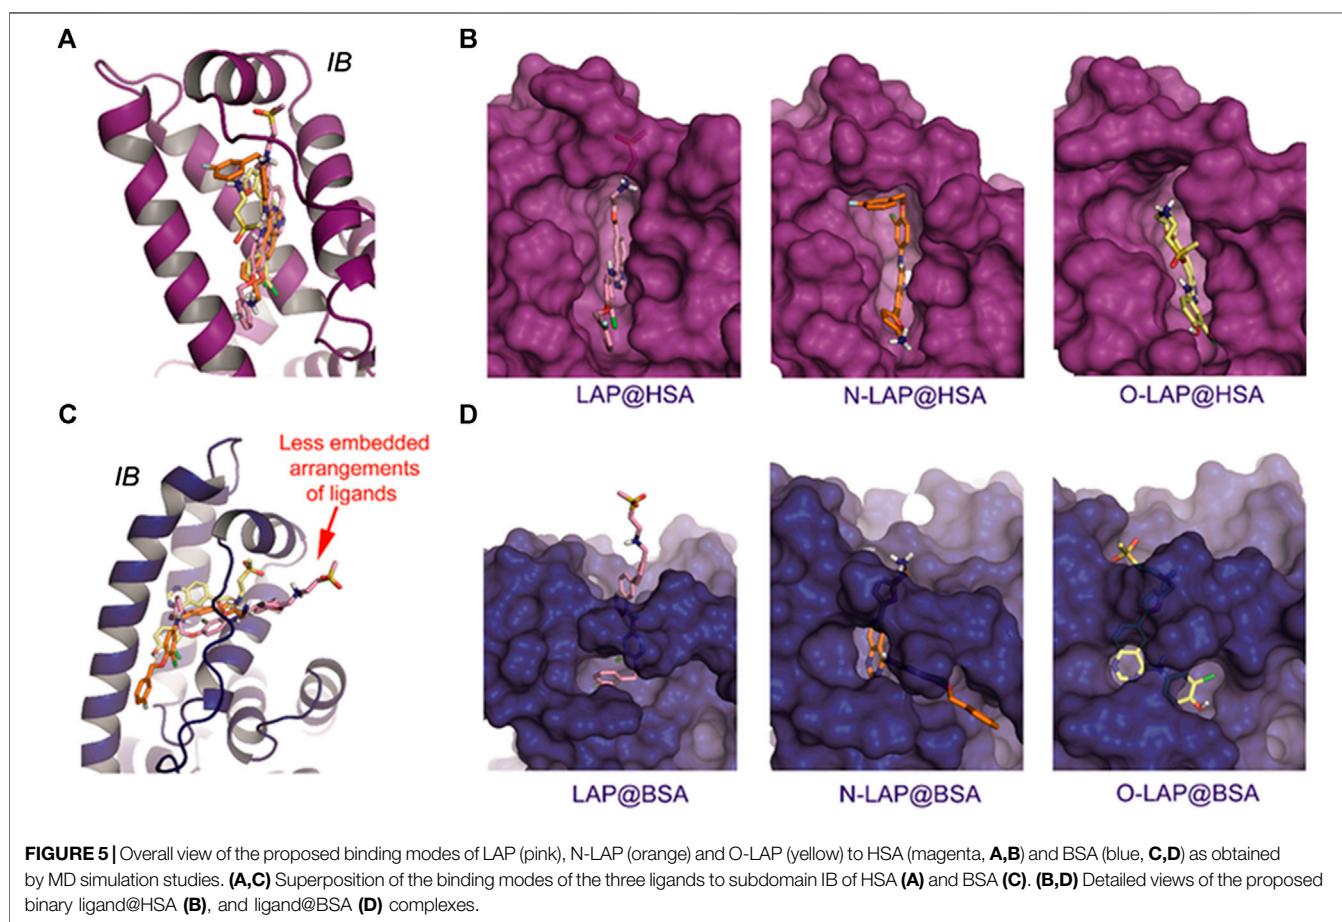 A
IB
B
LAP@HSA
N-LAP@HSA
O-LAP@HSA
C
IB
Less embedded
arrangements
of ligands
D
LAP@BSA
N-LAP@BSA
O-LAP@BSA
FIGURE 5 | Overall view of the proposed binding modes of LAP (pink), N-LAP (orange) and O-LAP (yellow) to HSA (magenta, A,B) and BSA (blue, C,D) as obtained
by MD simulation studies. (A,C) Superposition of the binding modes of the three ligands to subdomain IB of HSA (A) and BSA (C). (B,D) Detailed views of the proposed
binary ligand@HSA (B), and ligand@BSA (D) complexes.